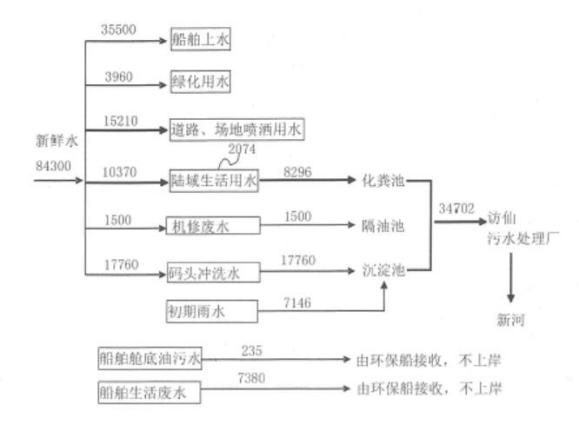 35500
船舶上水
3960
绿化用水
15210
道路、场地喷洒用水
新鲜水
84300
2074
10370
陆域生活用水
8296
化粪池
34702
访仙
污水处理厂
1500
机修废水
1500
隔油池
17760
码头冲洗水
17760
沉淀池
初期雨水
7146
新河
船舶舱底油污水
235
由环保船接收，不上岸
船舶生活废水
7380
由环保船接收，不上岸